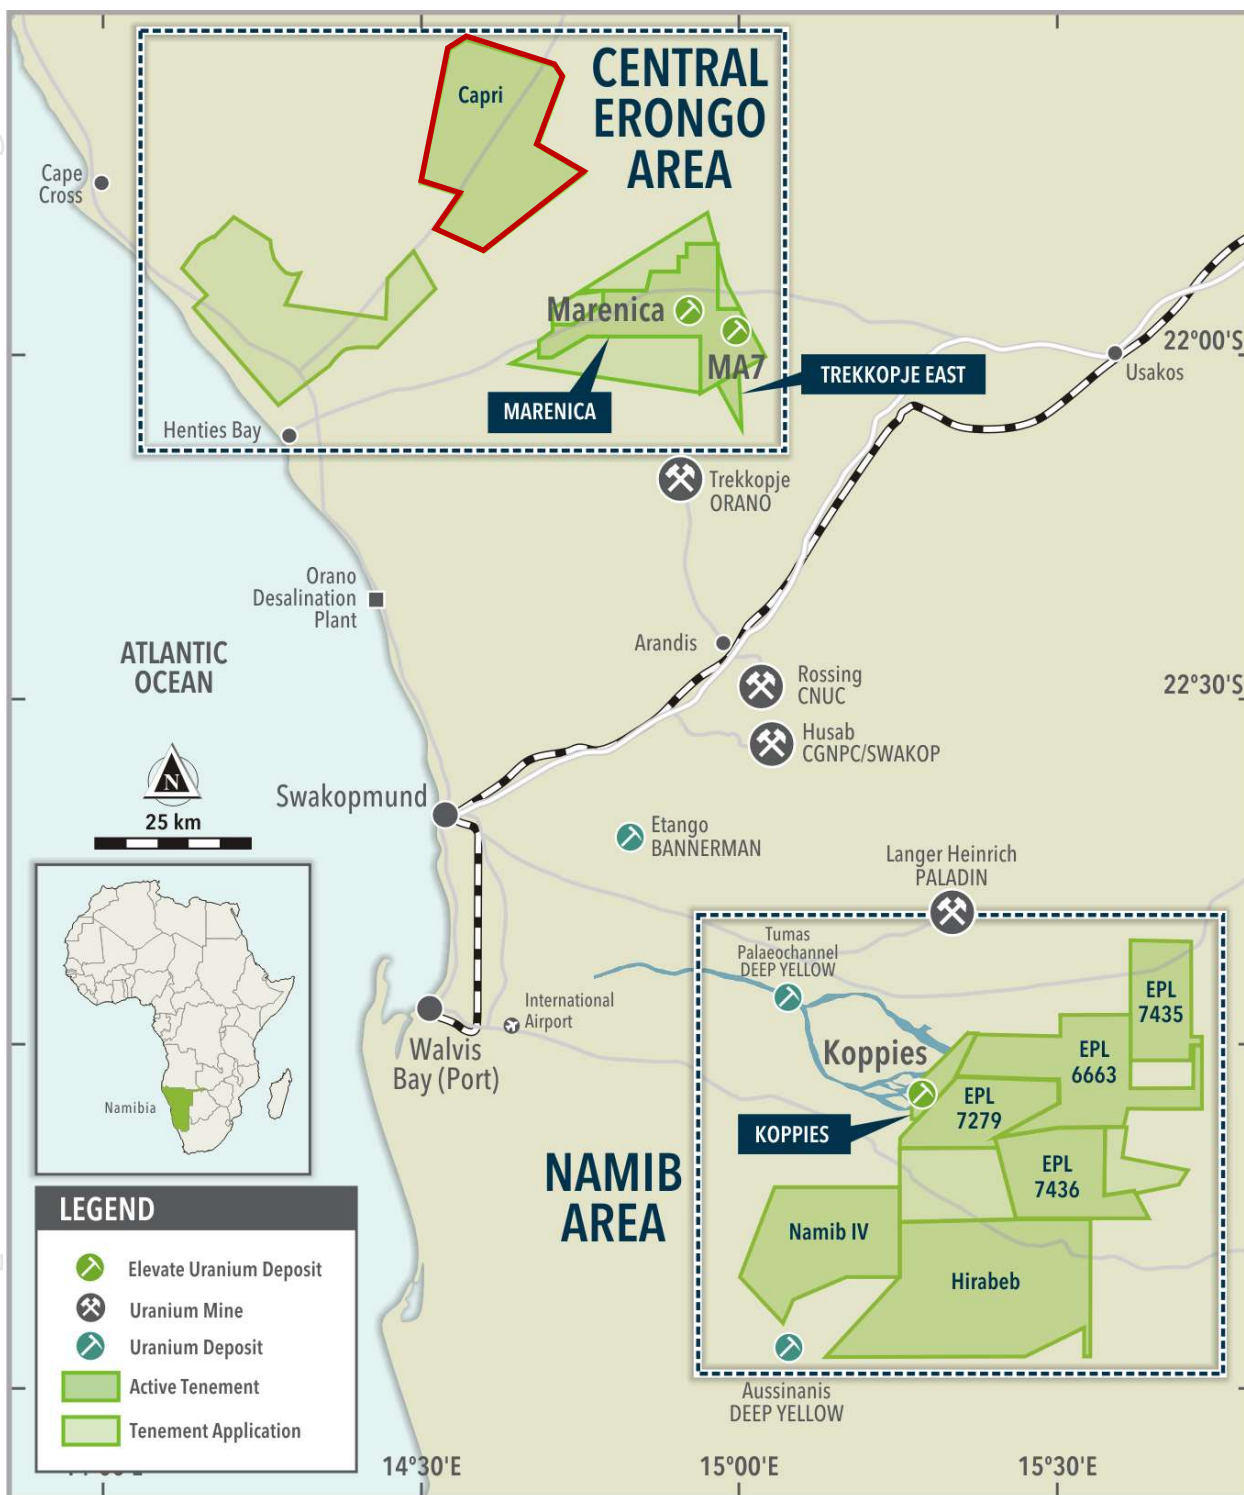 CENTRAL
ERONGO
AREA
Capri
Cape
Cross
Marenica
MA7
TREKKOPJE EAST
MARENICA
Henties Bay
22°00'S
Usakos
Trekkopje
ORANO
Orano
Desalination
Plant
ATLANTIC
OCEAN
Arandis
Rossing
CNUC
22°30'S
Husab
CGNPC/SWAKOP
N
25 km
Swakopmund
Etango
BANNERMAN
Langer Heinrich
PALADIN
Tumas
Palaeochannel
DEEP YELLOW
International
Airport
Walvis
Bay (Port)
Koppies
KOPPIES
EPL
7435
EPL
6663
EPL
7279
EPL
7436
Namibia
NAMIB
AREA
Namib IV
Hirabeb
Aussinanis
DEEP YELLOW
LEGEND
Elevate Uranium Deposit
Uranium Mine
Uranium Deposit
Active Tenement
Tenement Application
14°30'E
15°00'E
15°30'E